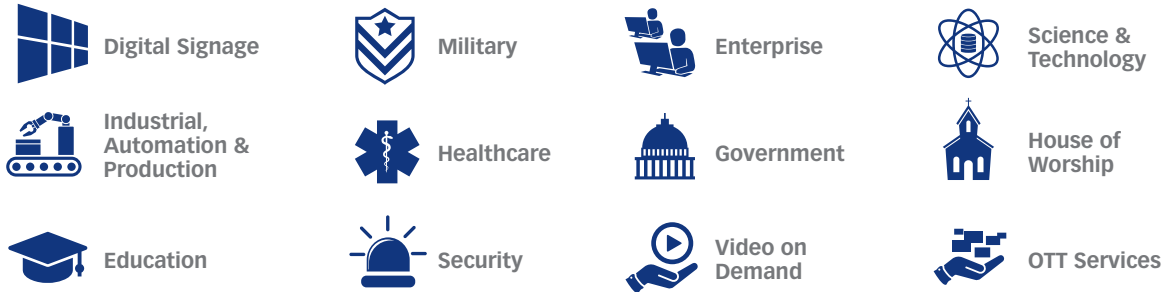 Digital Signage
Military
Enterprise
Science &
Technology
Industrial,
Automation &
Production
Healthcare
Government
House of
Worship
Education
Security
Video on
Demand
OTT Services